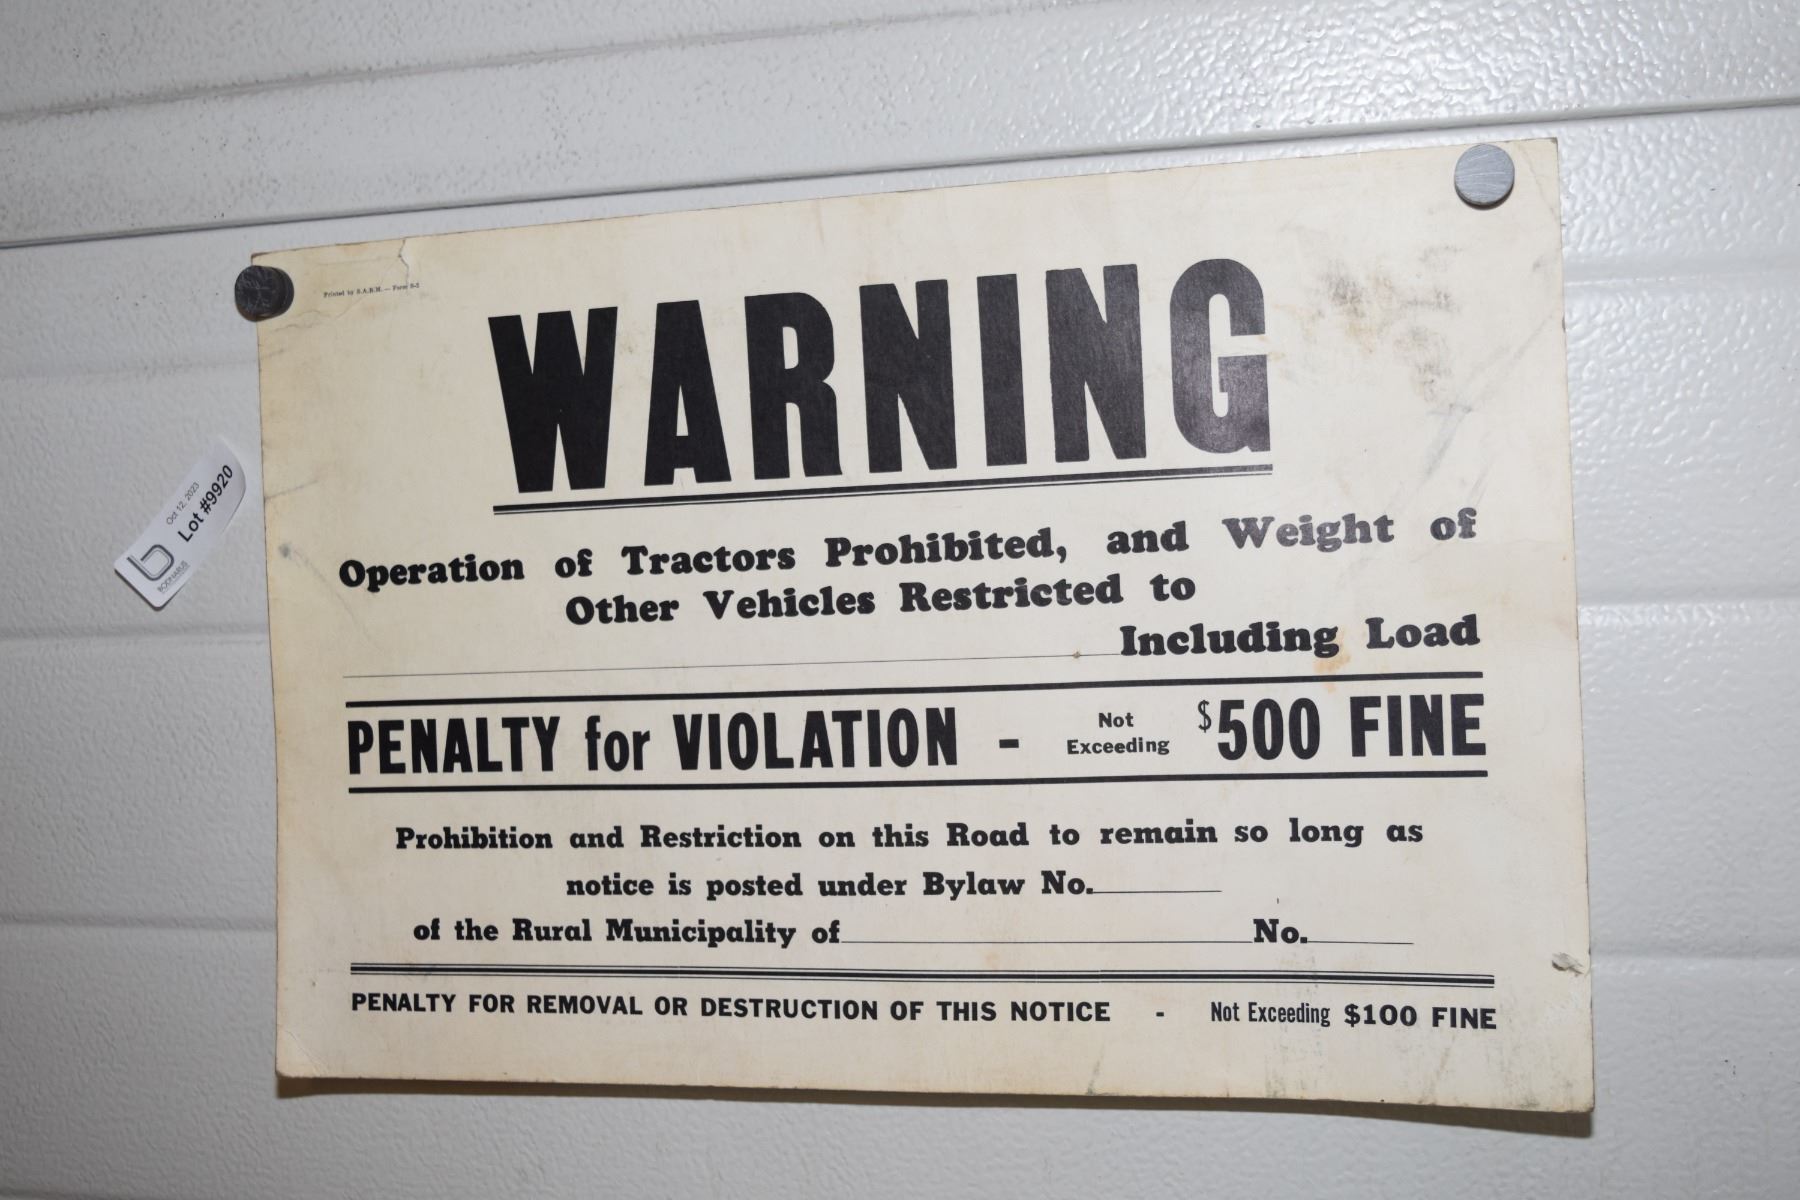 Printed by S.A.R.M. — Form S-3
WARNING
Operation of Tractors Prohibited, and Weight of
Other Vehicles Restricted to
Including Load
PENALTY for VIOLATION - Not Exceeding $500 FINE
Prohibition and Restriction on this Road to remain so long as
notice is posted under Bylaw No.
of the Rural Municipality of No.
PENALTY FOR REMOVAL OR DESTRUCTION OF THIS NOTICE - Not Exceeding $100 FINE
Oct 12, 2023
Lot #9920
b
BODNARUS